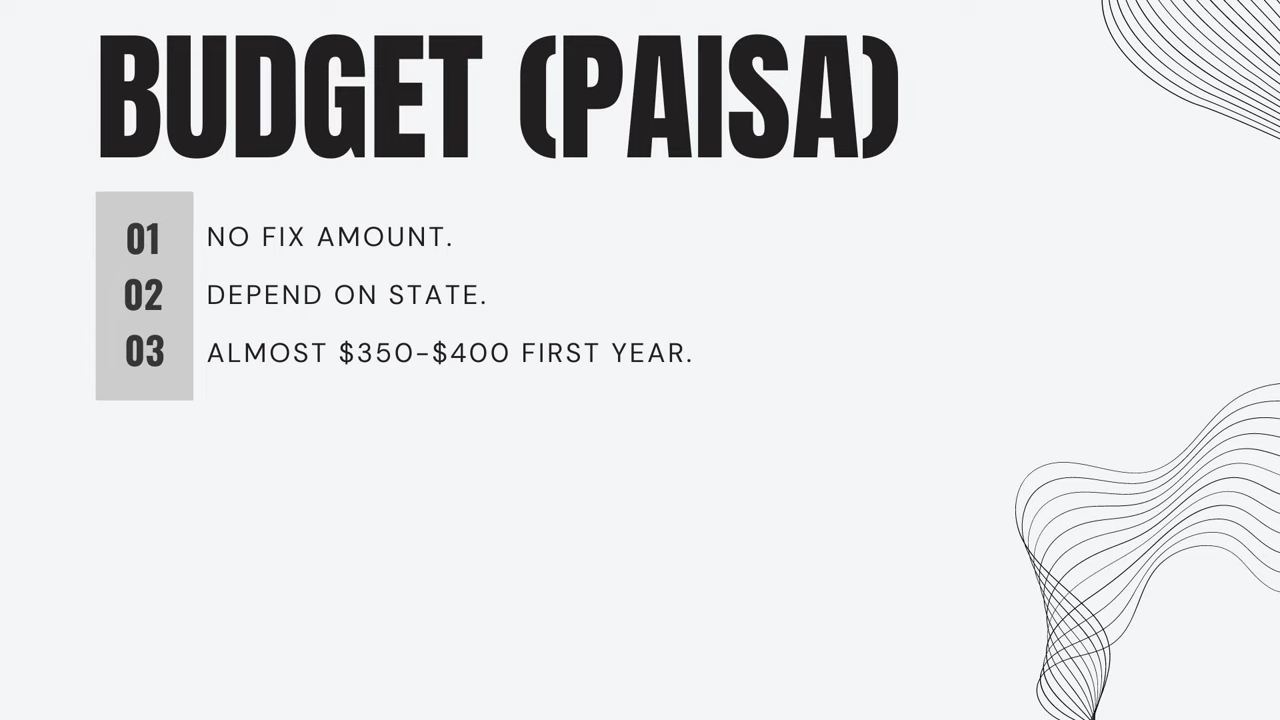 BUDGET (PAISA)
01 NO FIX AMOUNT.
02 DEPEND ON STATE.
03 ALMOST $350-$400 FIRST YEAR.